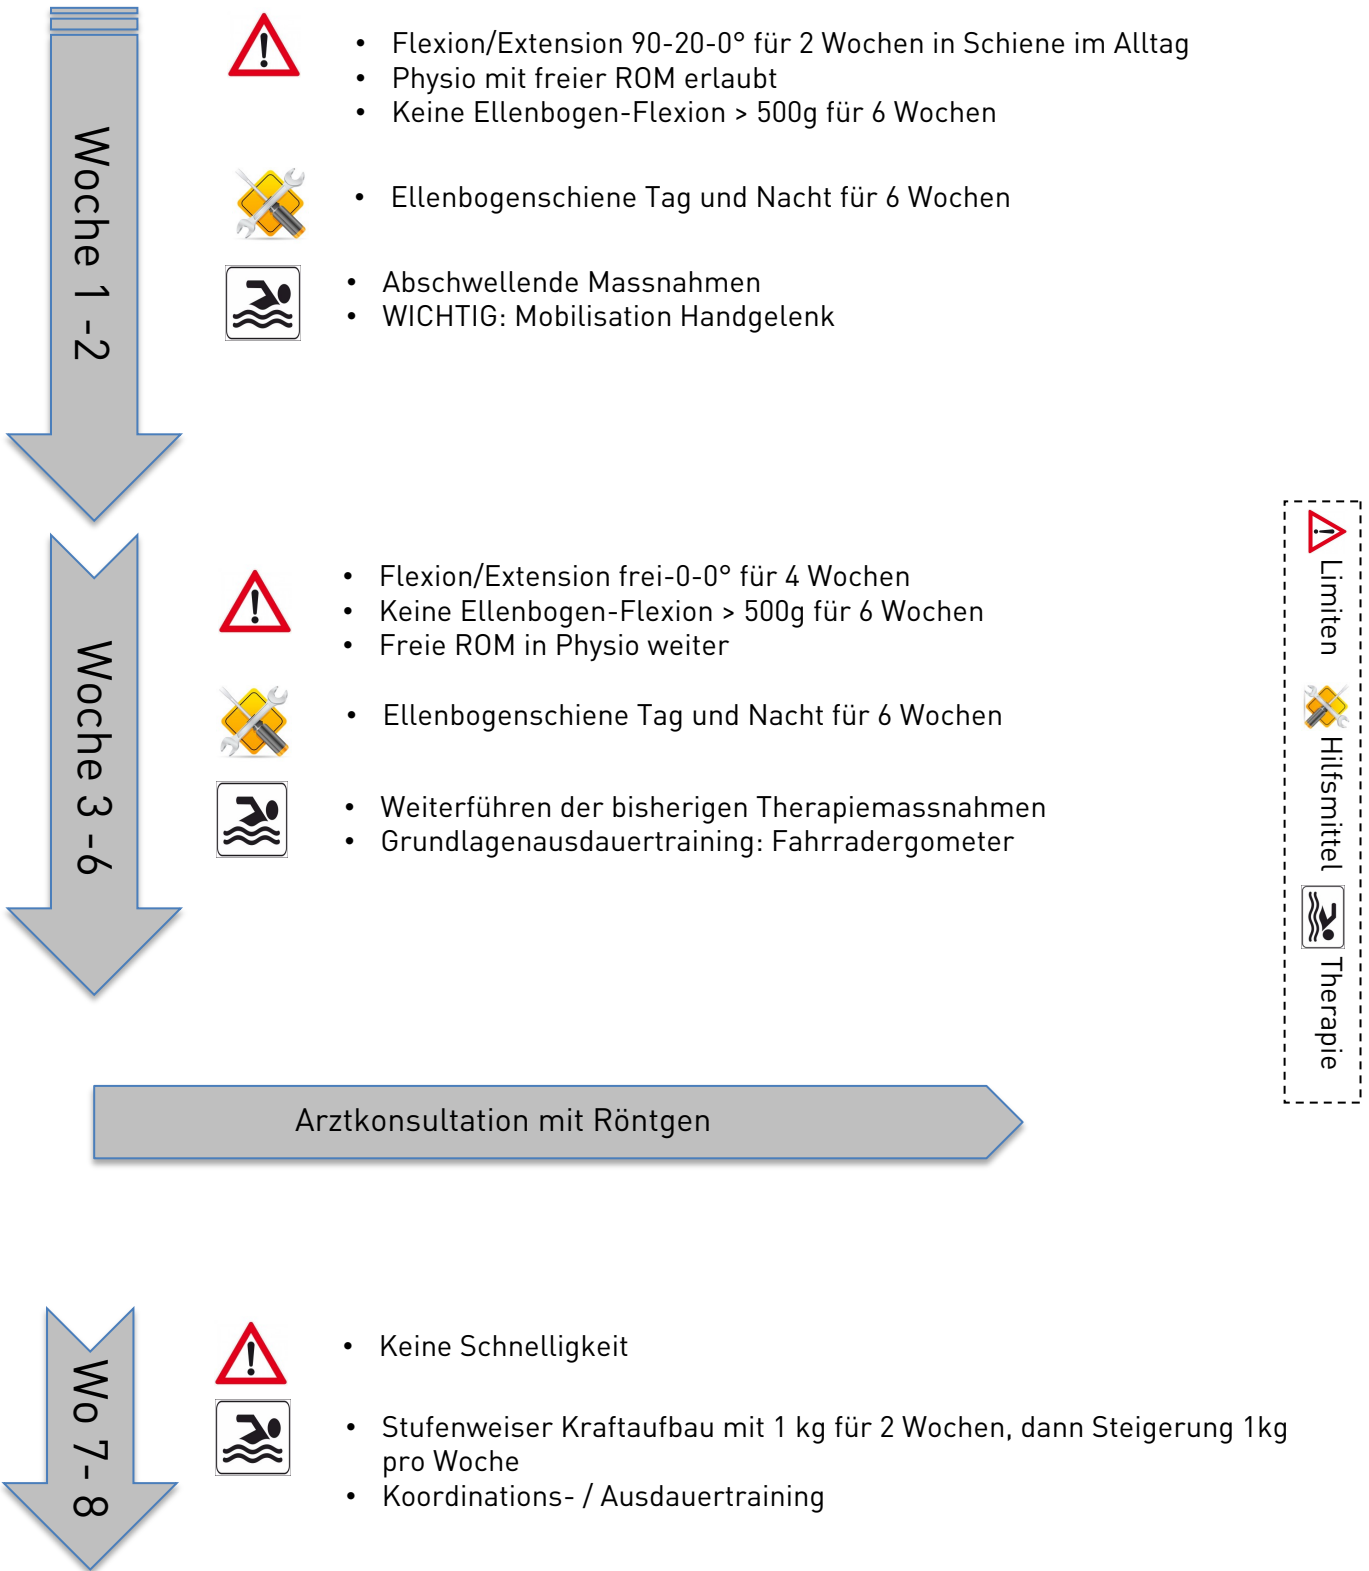 Woche 1 -2
• Flexion/Extension 90-20-0° für 2 Wochen in Schiene im Alltag
• Physio mit freier ROM erlaubt
• Keine Ellenbogen-Flexion > 500g für 6 Wochen
• Ellenbogenschiene Tag und Nacht für 6 Wochen
• Abschwellende Massnahmen
• WICHTIG: Mobilisation Handgelenk
Woche 3 -6
• Flexion/Extension frei-0-0° für 4 Wochen
• Keine Ellenbogen-Flexion > 500g für 6 Wochen
• Freie ROM in Physio weiter
• Ellenbogenschiene Tag und Nacht für 6 Wochen
• Weiterführen der bisherigen Therapiemassnahmen
• Grundlagenausdauertraining: Fahrradergometer
Limiten Hilfsmittel Therapie
Arztkonsultation mit Röntgen
Wo 7- 8
• Keine Schnelligkeit
• Stufenweiser Kraftaufbau mit 1 kg für 2 Wochen, dann Steigerung 1kg
pro Woche
• Koordinations- / Ausdauertraining